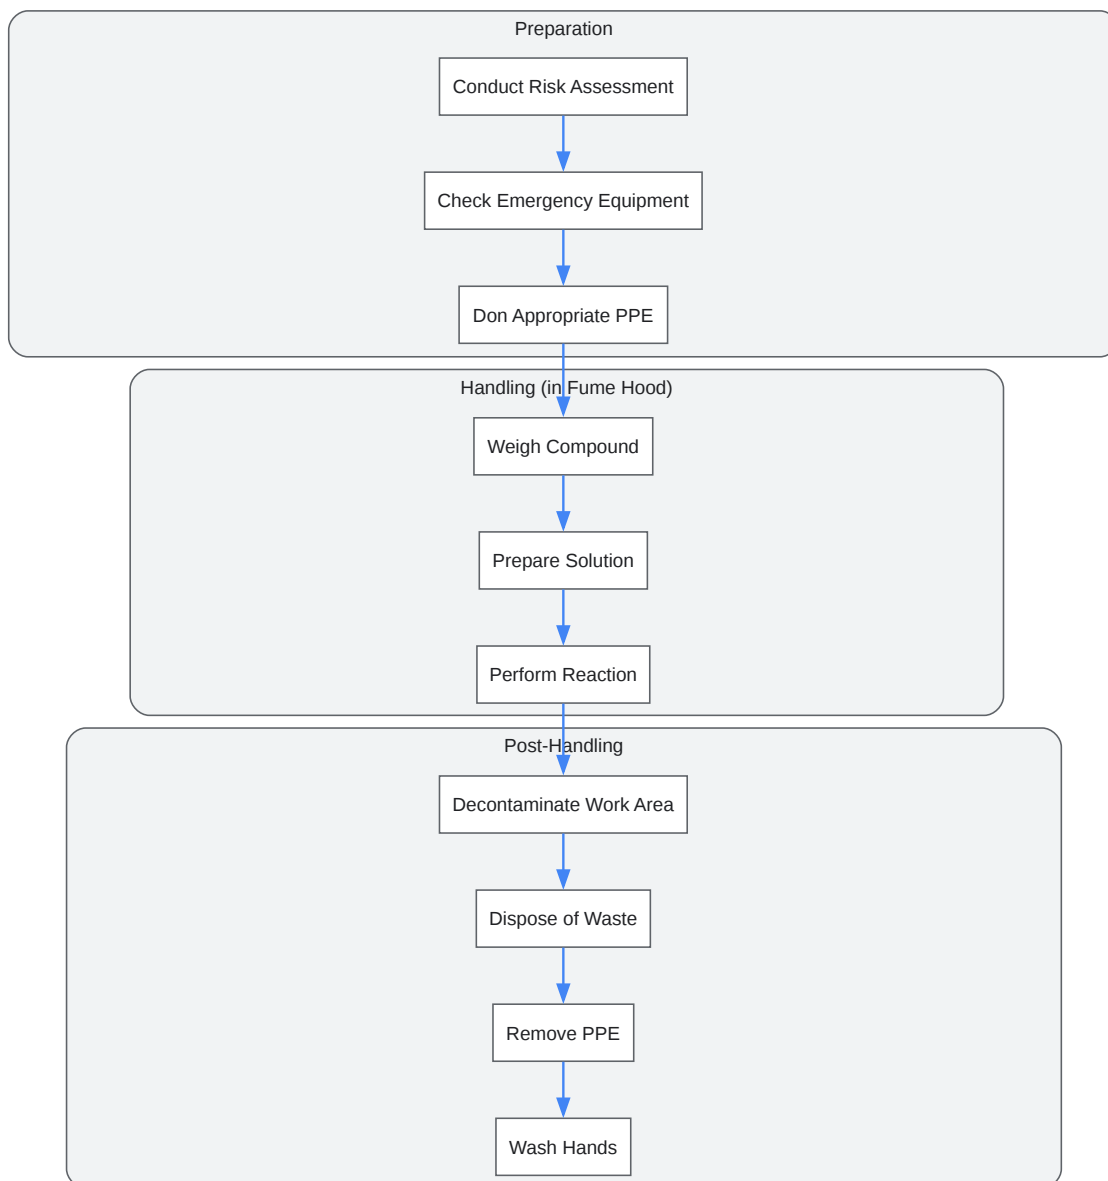 Preparation
Conduct Risk Assessment
Check Emergency Equipment
Don Appropriate PPE
Handling (in Fume Hood)
Weigh Compound
Prepare Solution
Perform Reaction
Post-Handling
Decontaminate Work Area
Dispose of Waste
Remove PPE
Wash Hands